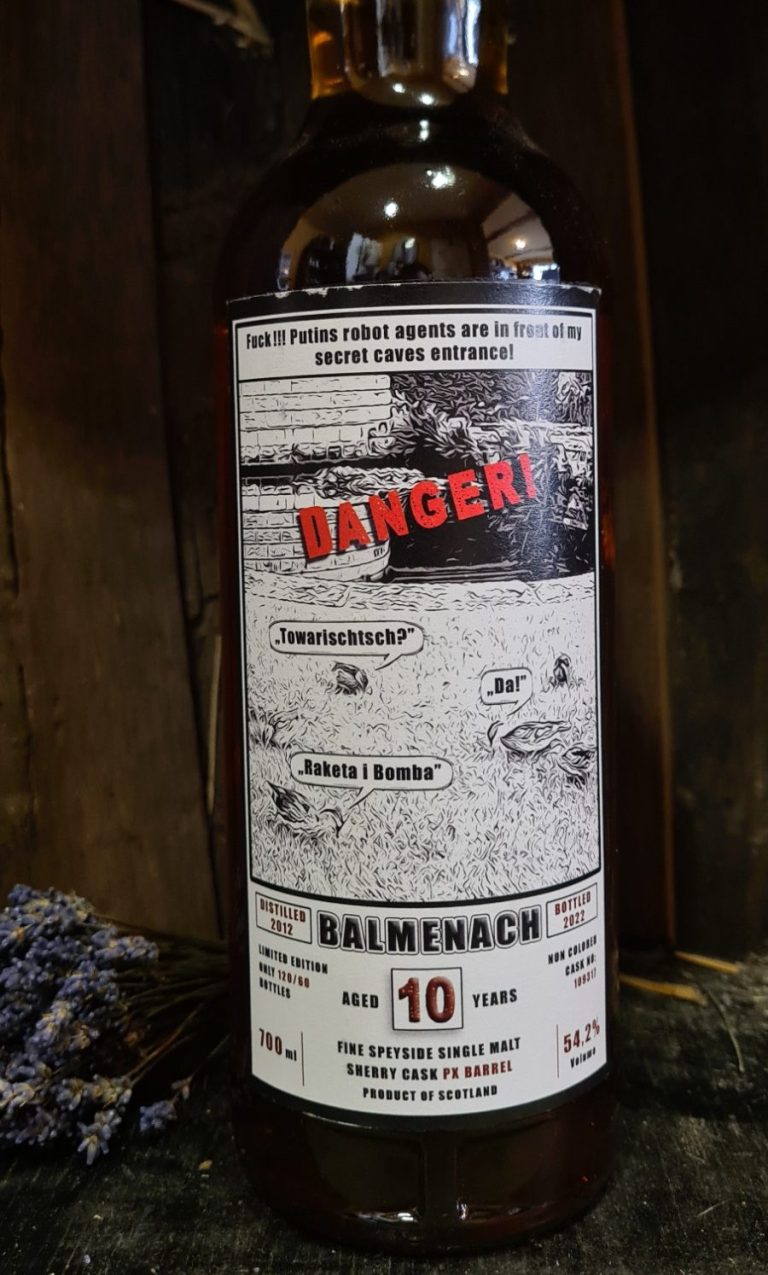 Fuck!!! Putins robot agents are in front of my
secret caves entrance!
DANGER!
„Towarischtsch?”
„Da!”
„Raketa i Bomba”
DISTILLED
2012
BALMENACH
BOTTLED
2022
LIMITED EDITION
ONLY 120/60
BOTTLES
AGED 10 YEARS
NON COLORED
CASK NO:
109317
700 ml
FINE SPEYSIDE SINGLE MALT
SHERRY CASK PX BARREL
PRODUCT OF SCOTLAND
54,2%
Volume